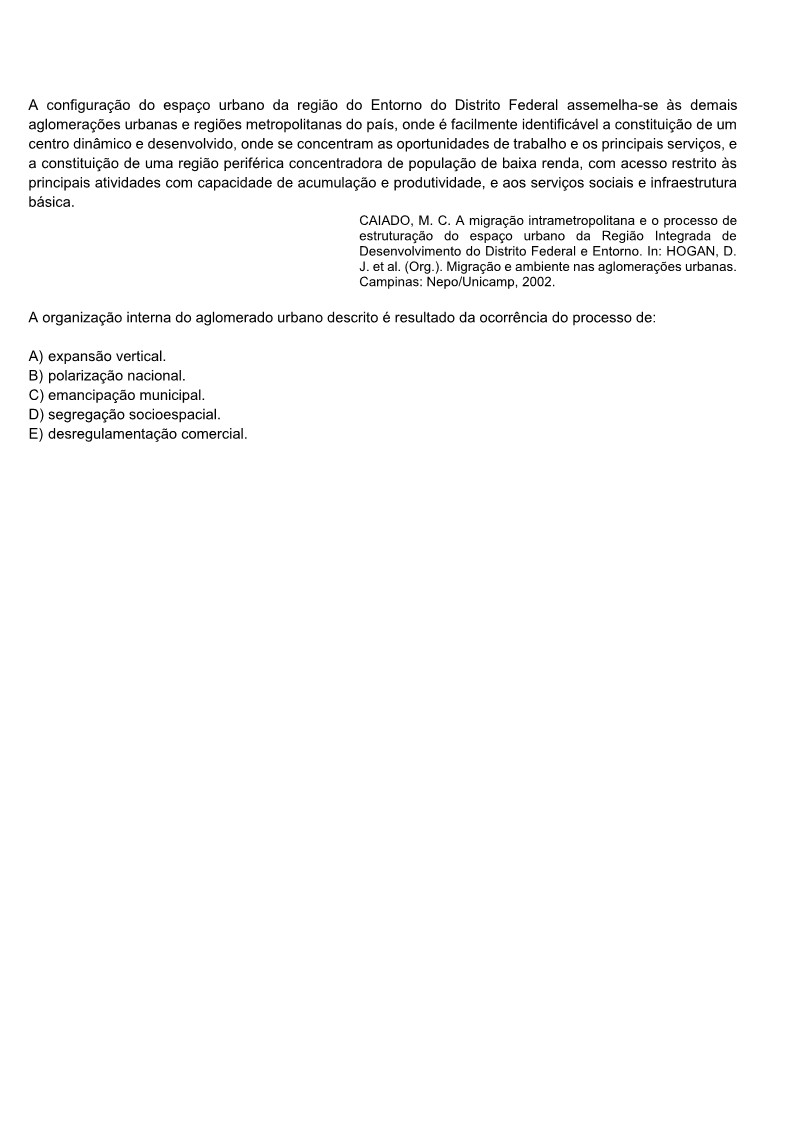 A configuração do espaço urbano da região do Entorno do Distrito Federal assemelha-se às demais
aglomerações urbanas e regiões metropolitanas do país, onde é facilmente identificável a constituição de um
centro dinâmico e desenvolvido, onde se concentram as oportunidades de trabalho e os principais serviços, e
a constituição de uma região periférica concentradora de população de baixa renda, com acesso restrito às
principais atividades com capacidade de acumulação e produtividade, e aos serviços sociais e infraestrutura
básica.
CAIADO, M. C. A migração intrametropolitana e o processo de
estruturação do espaço urbano da Região Integrada de
Desenvolvimento do Distrito Federal e Entorno. In: HOGAN, D.
J. et al. (Org.). Migração e ambiente nas aglomerações urbanas.
Campinas: Nepo/Unicamp, 2002.
A organização interna do aglomerado urbano descrito é resultado da ocorrência do processo de:
A) expansão vertical.
B) polarização nacional.
C) emancipação municipal.
D) segregação socioespacial.
E) desregulamentação comercial.